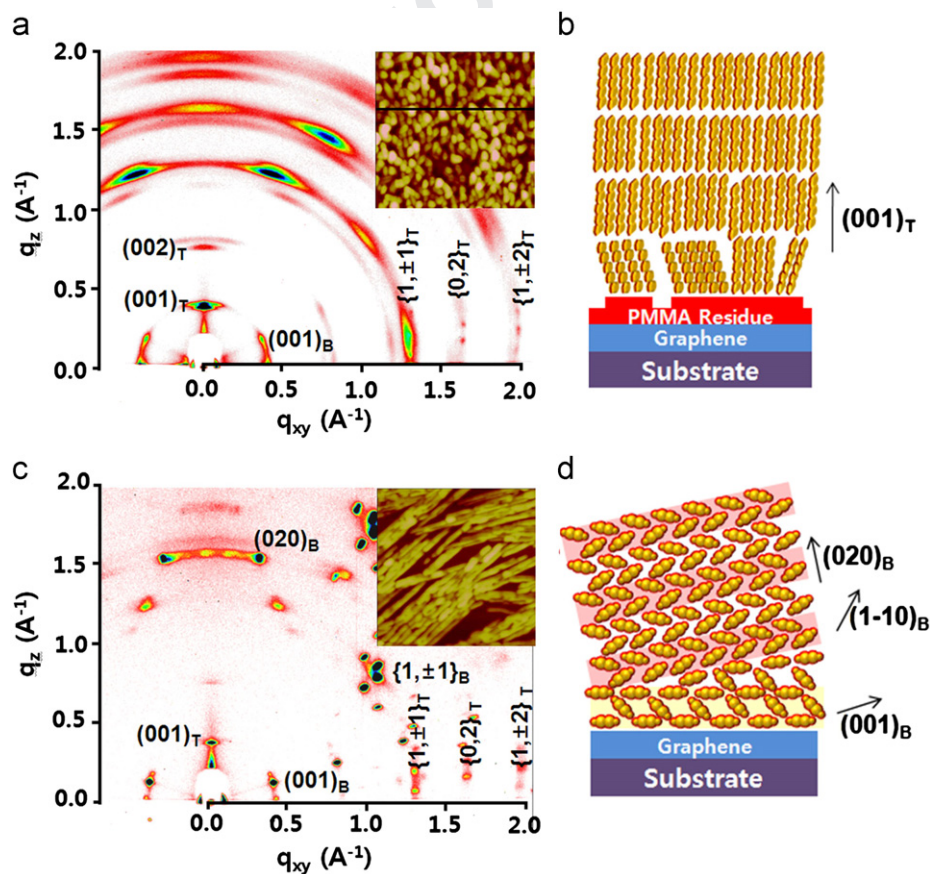 a
2.0
1.5
1.0
0.5
0.0
q_z (A⁻¹)
(002)_T
(001)_T
(001)_B
{1,±1}_T
{0,2}_T
{1,±2}_T
0.0 0.5 1.0 1.5 2.0
q_xy (A⁻¹)
b
(001)_T
PMMA Residue
Graphene
Substrate
c
2.0
1.5
1.0
0.5
0.0
q_z (A⁻¹)
(020)_B
{1,±1}_B
(001)_T
(001)_B
{1,±1}_T
{0,2}_T
{1,±2}_T
0.0 0.5 1.0 1.5 2.0
q_xy (A⁻¹)
d
(020)_B
(1-10)_B
(001)_B
Graphene
Substrate